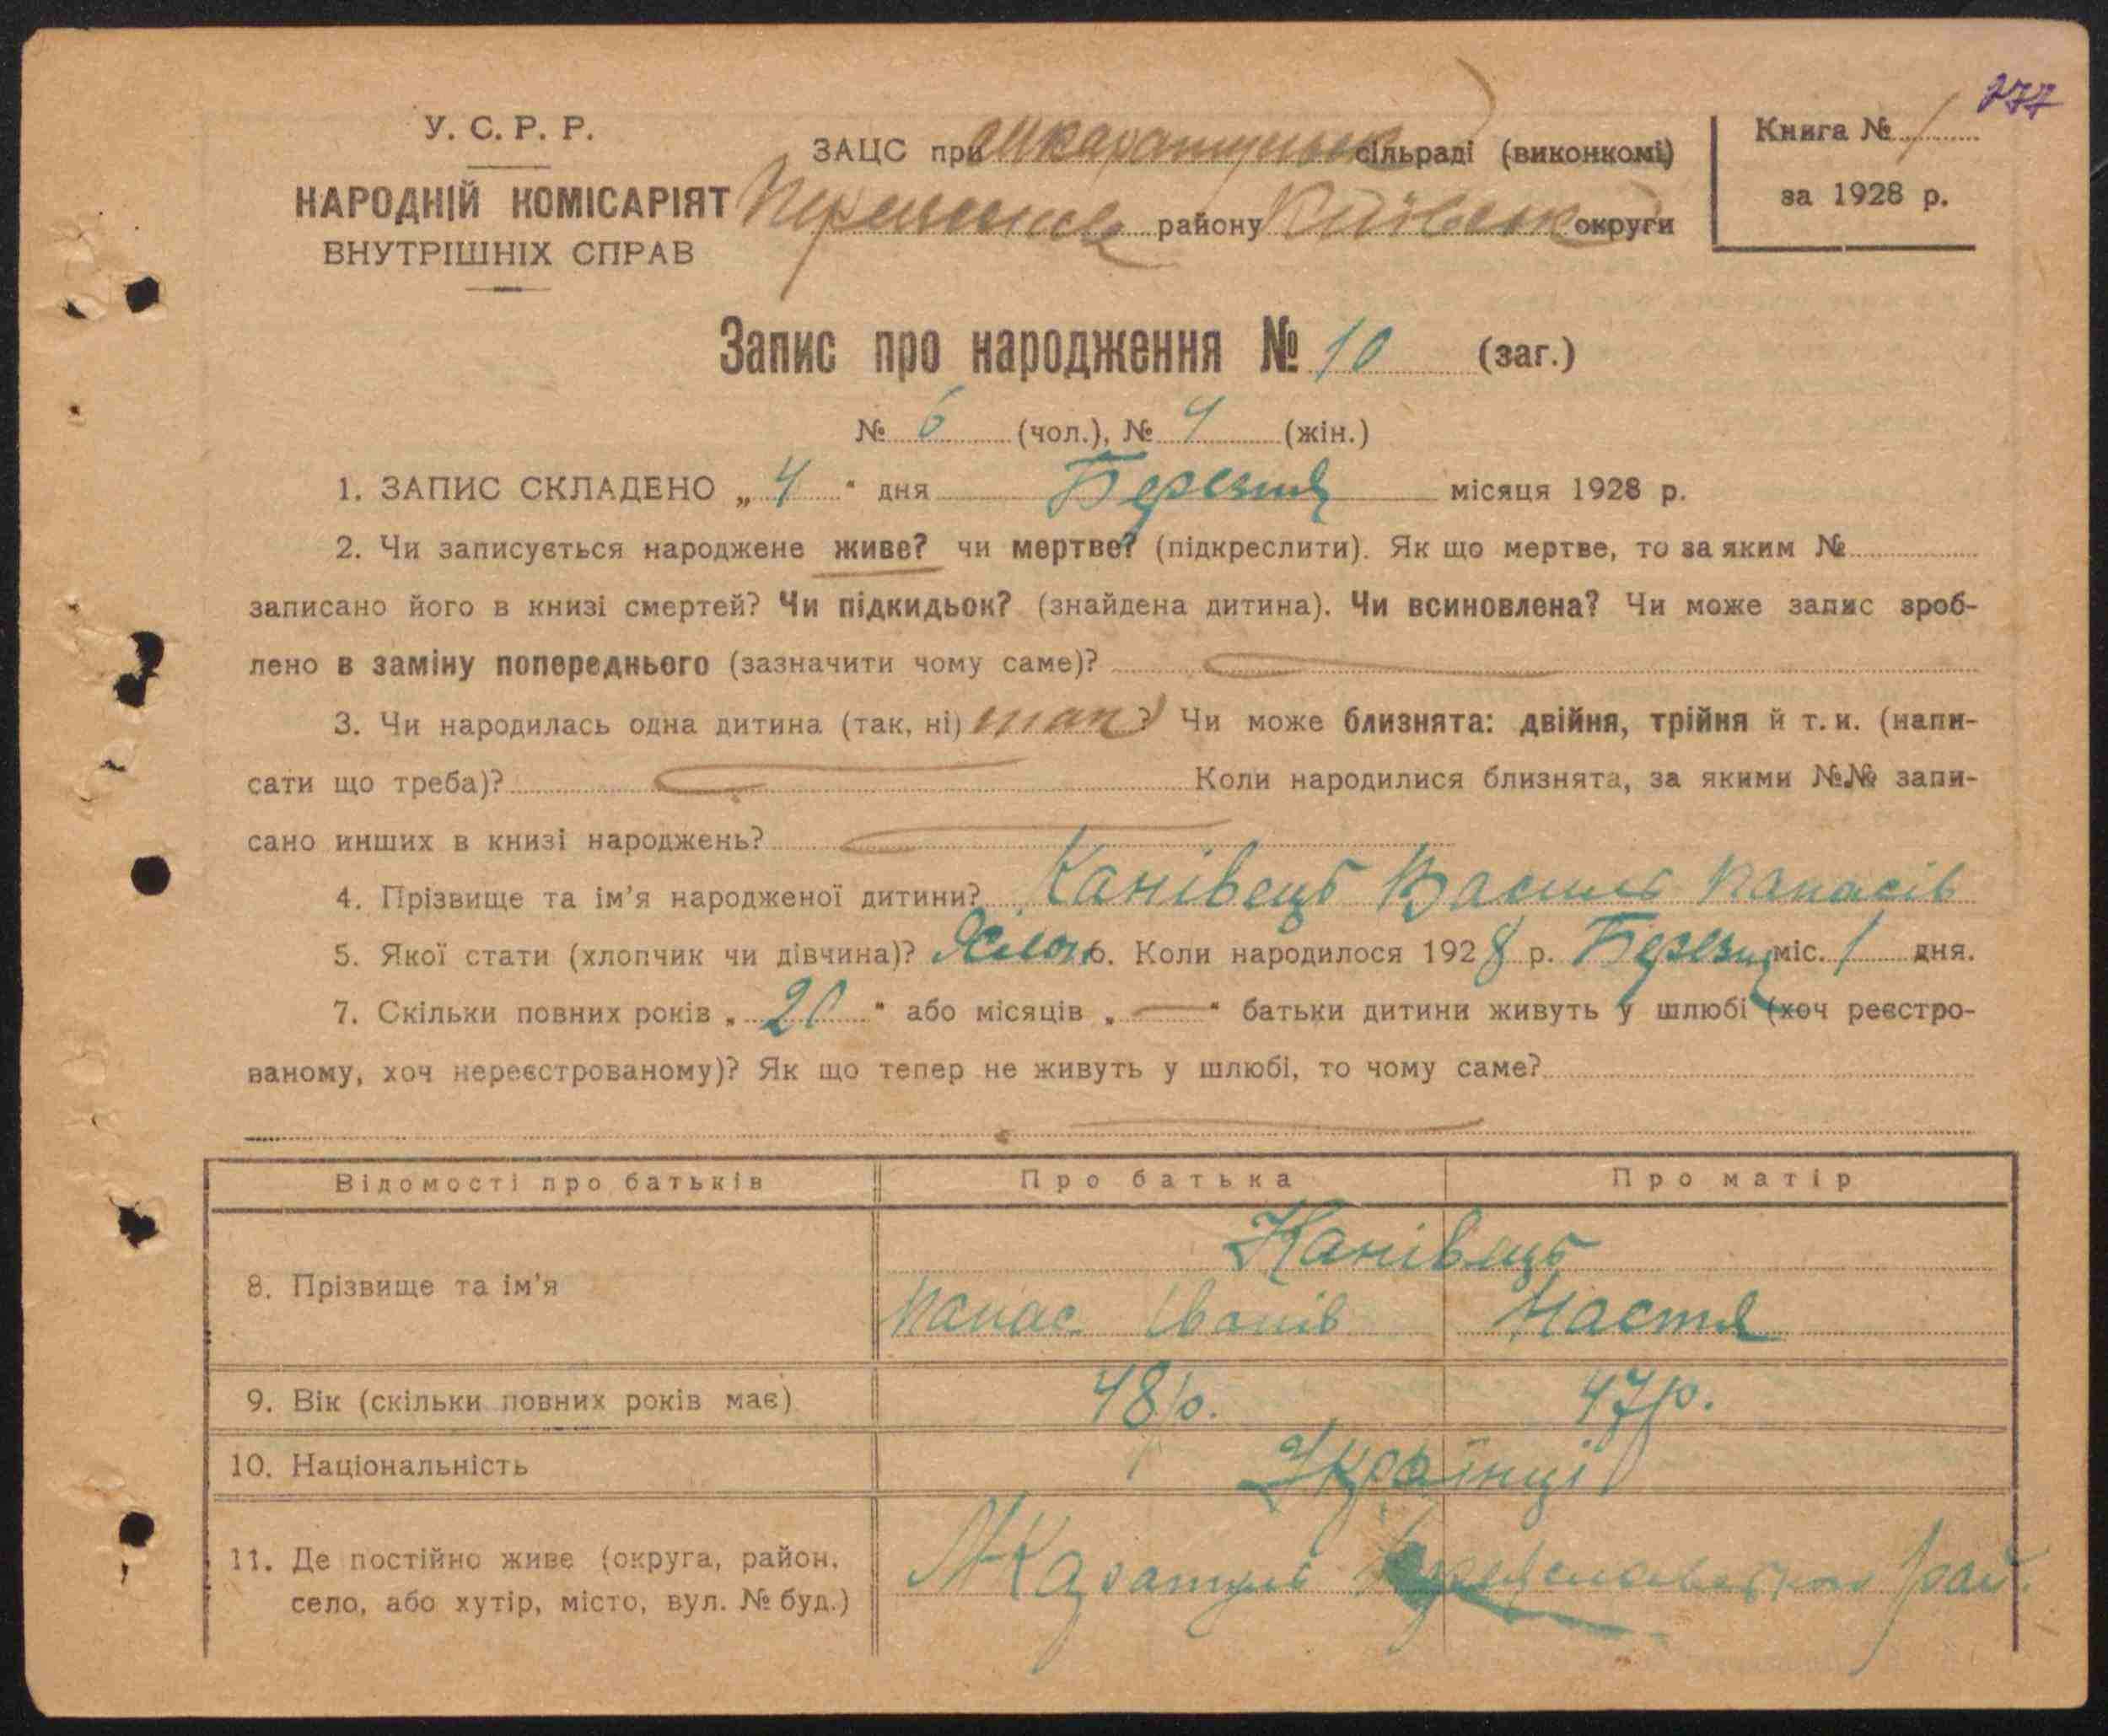 277
У. С. Р. Р.
НАРОДНІЙ КОМІСАРІЯТ
ВНУТРІШНІХ СПРАВ
ЗАЦС при сільраді (виконкомі)
району Київськ округи
Книга № 1
за 1928 р.
Запис про народження № 10 (заг.)
№ 6 (чол.), № 4 (жін.)
1. ЗАПИС СКЛАДЕНО „ 4 “ дня Березня місяця 1928 р.
2. Чи записується народжене живе? чи мертве? (підкреслити). Як що мертве, то за яким №
записано його в книзі смертей? Чи підкидьок? (знайдена дитина). Чи всиновлена? Чи може запис зроб-
лено в заміну попереднього (зазначити чому саме)?
3. Чи народилась одна дитина (так, ні) так? Чи може близнята: двійня, трійня й т. и. (напи-
сати що треба)? Коли народилися близнята, за якими №№ запи-
сано инших в книзі народжень?
4. Прізвище та ім’я народженої дитини? Канівець Василь Панасів
5. Якої стати (хлопчик чи дівчина)? 6. Коли народилося 1928 р. Березня міс. 1 дня.
7. Скільки повних років „ 20 “ або місяців „ — “ батьки дитини живуть у шлюбі (хоч реєстро-
ваному, хоч нереєстрованому)? Як що тепер не живуть у шлюбі, то чому саме?
Відомості про батьків Про батька Про матір
Канівець
8. Прізвище та ім’я
Панас Іванів Настя
9. Вік (скільки повних років має) 48 р. 47 р.
10. Національність Українці
11. Де постійно живе (округа, район,
село, або хутір, місто, вул. № буд.) рай.